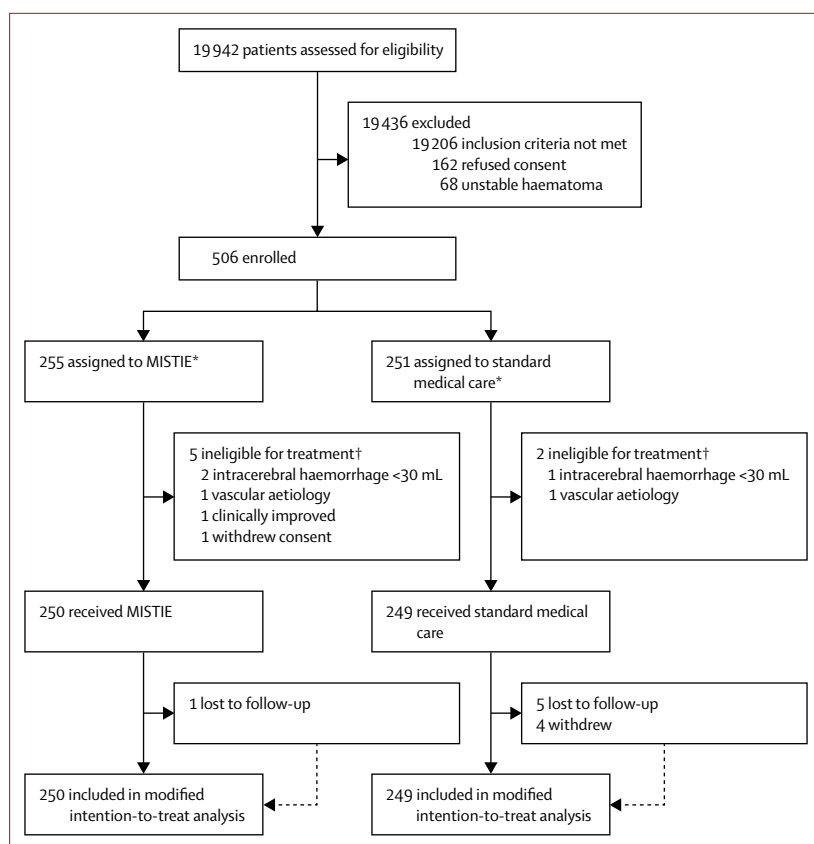 19 942 patients assessed for eligibility
19 436 excluded
19 206 inclusion criteria not met
162 refused consent
68 unstable haematoma
506 enrolled
255 assigned to MISTIE*
251 assigned to standard
medical care*
5 ineligible for treatment†
2 intracerebral haemorrhage <30 mL
1 vascular aetiology
1 clinically improved
1 withdrew consent
2 ineligible for treatment†
1 intracerebral haemorrhage <30 mL
1 vascular aetiology
250 received MISTIE
249 received standard medical
care
1 lost to follow-up
5 lost to follow-up
4 withdrew
250 included in modified
intention-to-treat analysis
249 included in modified
intention-to-treat analysis